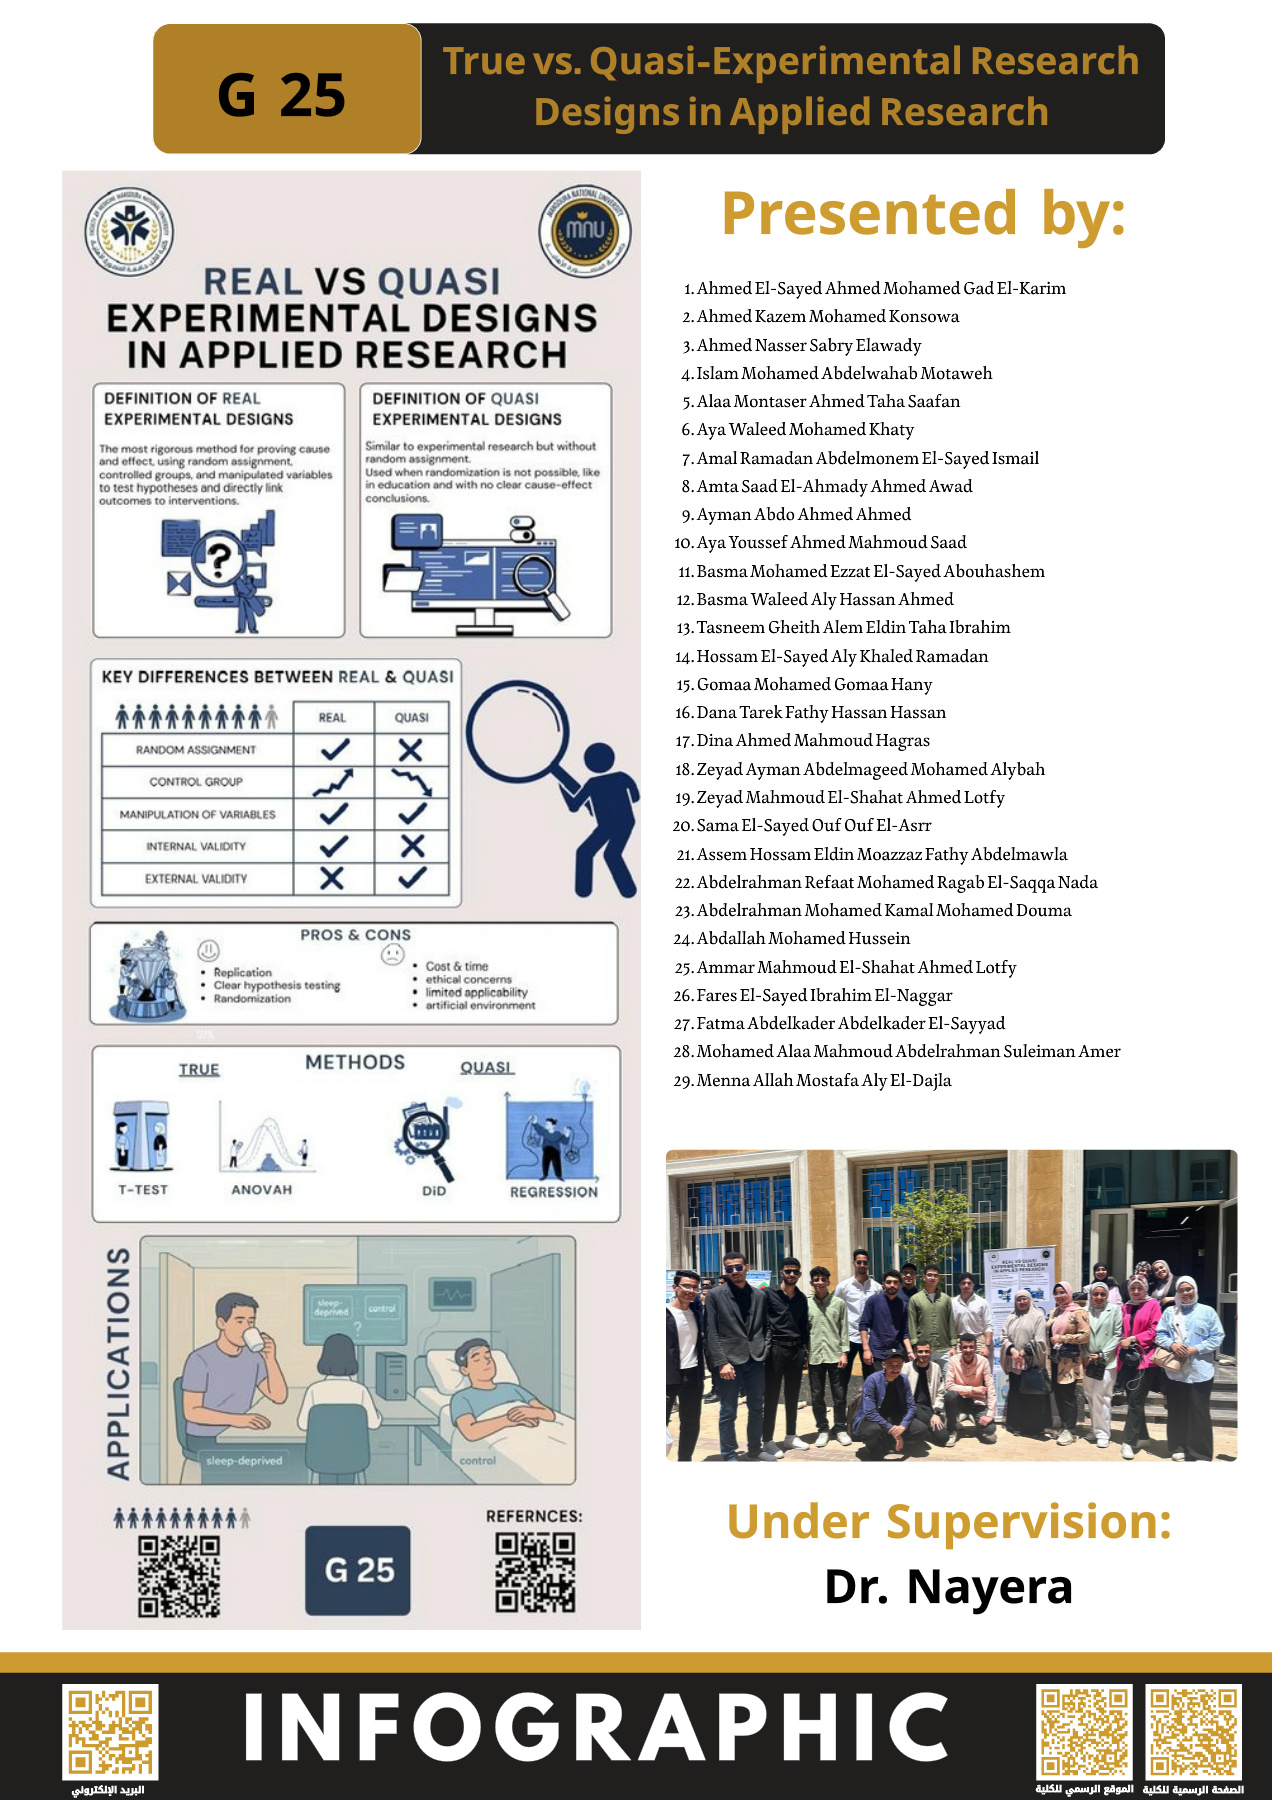 G 25
True vs. Quasi-Experimental Research
Designs in Applied Research
MANSOURA NATIONAL UNIVERSITY
mnu
REAL VS QUASI
EXPERIMENTAL DESIGNS
IN APPLIED RESEARCH
DEFINITION OF REAL
EXPERIMENTAL DESIGNS
The most rigorous method for proving cause
and effect, using random assignment,
controlled groups, and manipulated variables
to test hypotheses and directly link
outcomes to interventions.
?
DEFINITION OF QUASI
EXPERIMENTAL DESIGNS
Similar to experimental research but without
random assignment.
Used when randomization is not possible, like
in education and with no clear cause-effect
conclusions.
KEY DIFFERENCES BETWEEN REAL & QUASI
REAL QUASI
RANDOM ASSIGNMENT
CONTROL GROUP
MANIPULATION OF VARIABLES
INTERNAL VALIDITY
EXTERNAL VALIDITY
PROS & CONS
• Replication
• Clear hypothesis testing
• Randomization
• Cost & time
• ethical concerns
• limited applicability
• artificial environment
METHODS
TRUE
QUASI
T-TEST
ANOVAH
DiD
REGRESSION
APPLICATIONS
sleep-
deprived
control
?
sleep-deprived
control
REFERNCES:
G 25
Presented by:
1. Ahmed El-Sayed Ahmed Mohamed Gad El-Karim
2. Ahmed Kazem Mohamed Konsowa
3. Ahmed Nasser Sabry Elawady
4. Islam Mohamed Abdelwahab Motaweh
5. Alaa Montaser Ahmed Taha Saafan
6. Aya Waleed Mohamed Khaty
7. Amal Ramadan Abdelmonem El-Sayed Ismail
8. Amta Saad El-Ahmady Ahmed Awad
9. Ayman Abdo Ahmed Ahmed
10. Aya Youssef Ahmed Mahmoud Saad
11. Basma Mohamed Ezzat El-Sayed Abouhashem
12. Basma Waleed Aly Hassan Ahmed
13. Tasneem Gheith Alem Eldin Taha Ibrahim
14. Hossam El-Sayed Aly Khaled Ramadan
15. Gomaa Mohamed Gomaa Hany
16. Dana Tarek Fathy Hassan Hassan
17. Dina Ahmed Mahmoud Hagras
18. Zeyad Ayman Abdelmageed Mohamed Alybah
19. Zeyad Mahmoud El-Shahat Ahmed Lotfy
20. Sama El-Sayed Ouf Ouf El-Asrr
21. Assem Hossam Eldin Moazzaz Fathy Abdelmawla
22. Abdelrahman Refaat Mohamed Ragab El-Saqqa Nada
23. Abdelrahman Mohamed Kamal Mohamed Douma
24. Abdallah Mohamed Hussein
25. Ammar Mahmoud El-Shahat Ahmed Lotfy
26. Fares El-Sayed Ibrahim El-Naggar
27. Fatma Abdelkader Abdelkader El-Sayyad
28. Mohamed Alaa Mahmoud Abdelrahman Suleiman Amer
29. Menna Allah Mostafa Aly El-Dajla
REAL VS QUASI
EXPERIMENTAL DESIGNS
IN APPLIED RESEARCH
Under Supervision:
Dr. Nayera
INFOGRAPHIC
البريد الإلكتروني
الموقع الرسمي للكلية
الصفحة الرسمية للكلية